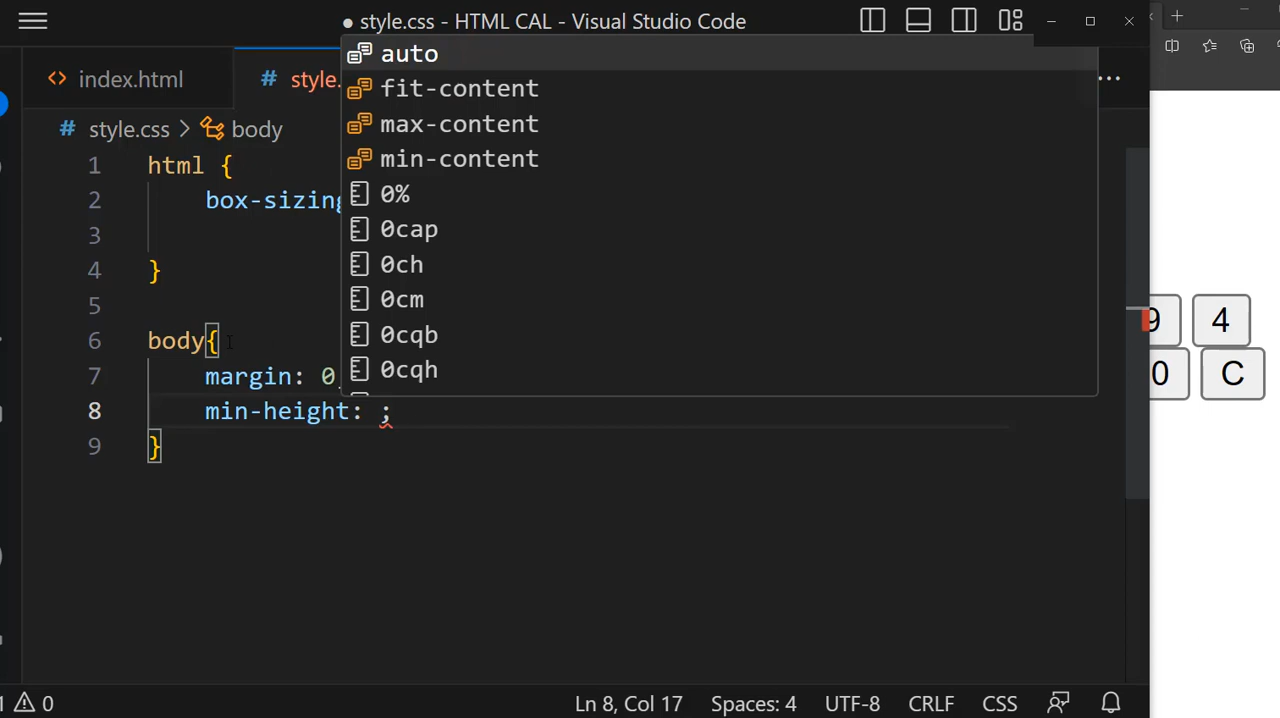 style.css - HTML CAL - Visual Studio Code
index.html
# style.
# style.css > body
auto
fit-content
max-content
min-content
0%
0cap
0ch
0cm
0cqb
0cqh
1 html {
2 box-sizing
3
4 }
5
6 body{
7 margin: 0
8 min-height: ;
9 }
9 4
0 C
0
Ln 8, Col 17
Spaces: 4
UTF-8
CRLF
CSS